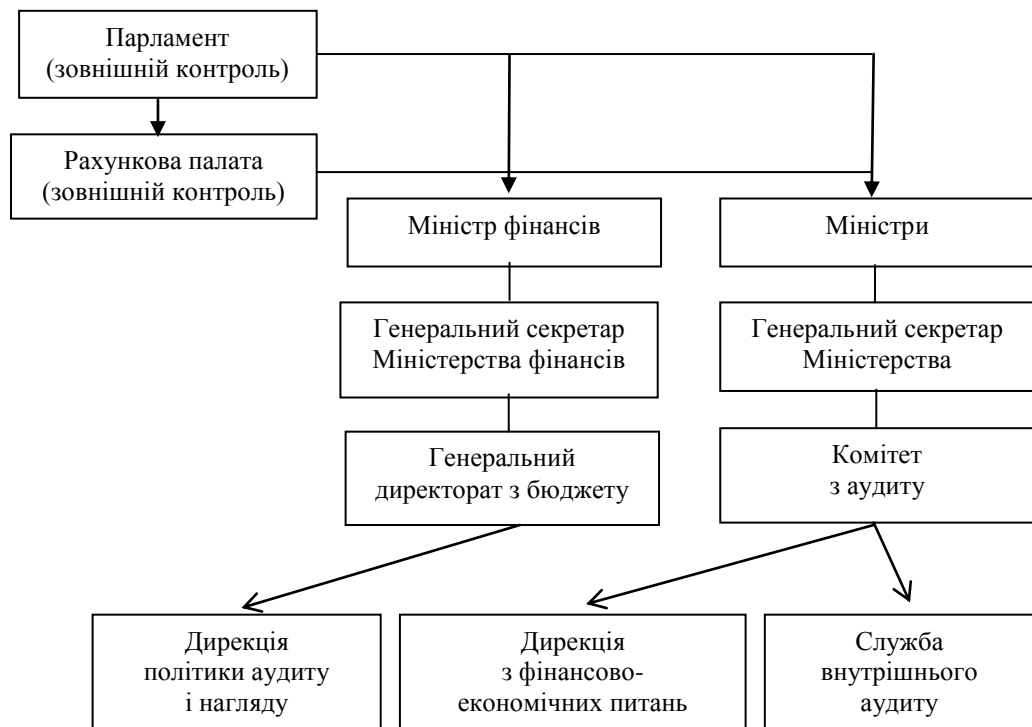 Парламент
(зовнішній контроль)
Рахункова палата
(зовнішній контроль)
Міністр фінансів
Міністри
Генеральний секретар
Міністерства фінансів
Генеральний секретар
Міністерства
Генеральний
директорат з бюджету
Комітет
з аудиту
Дирекція
політики аудиту
і нагляду
Дирекція
з фінансово-
економічних питань
Служба
внутрішнього
аудиту